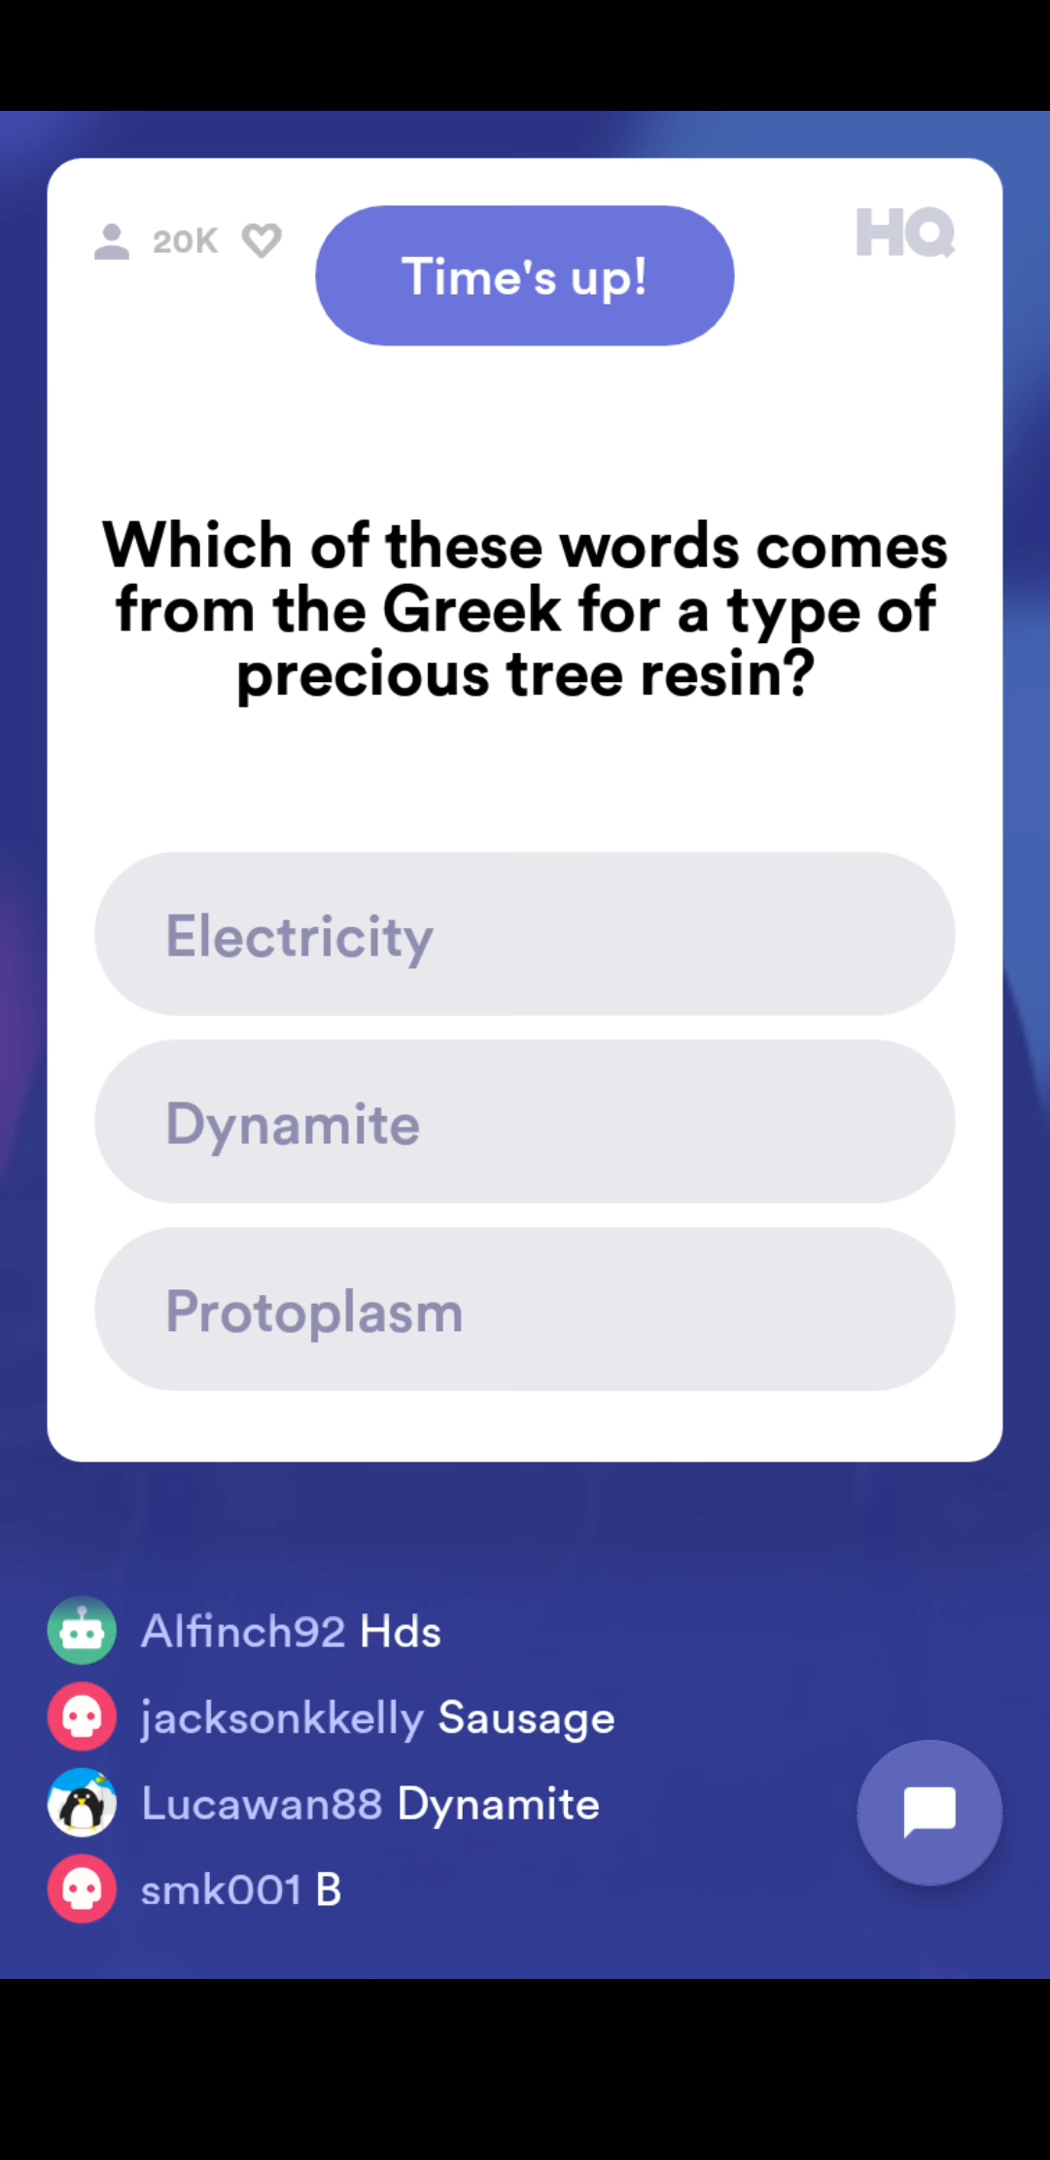 20K
Time's up!
HQ
Which of these words comes
from the Greek for a type of
precious tree resin?
Electricity
Dynamite
Protoplasm
Alfinch92 Hds
jacksonkkelly Sausage
Lucawan88 Dynamite
smk001 B